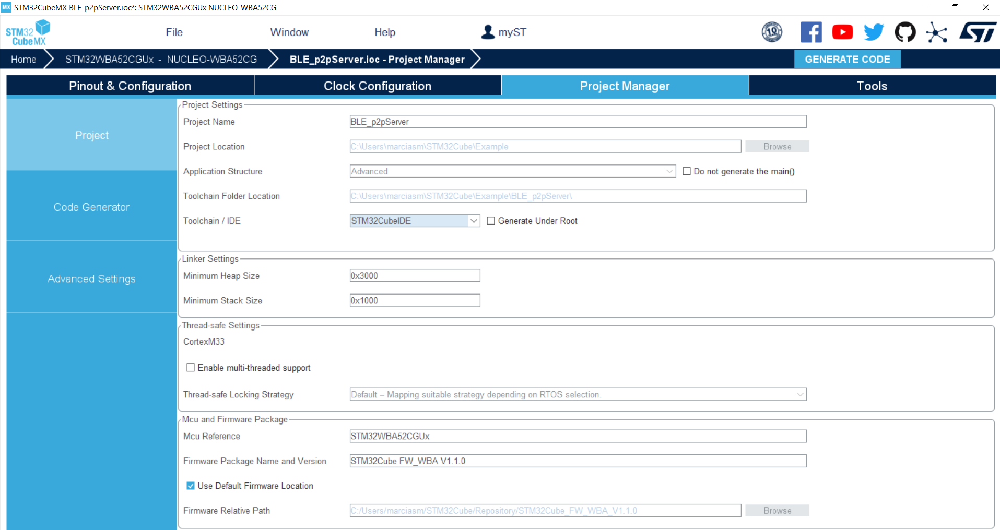 MX STM32CubeMX BLE_p2pServer.ioc*: STM32WBA52CGUx NUCLEO-WBA52CG
STM32
CubeMX
File Window Help myST
10
Home STM32WBA52CGUx - NUCLEO-WBA52CG BLE_p2pServer.ioc - Project Manager GENERATE CODE
Pinout & Configuration Clock Configuration Project Manager Tools
Project
Code Generator
Advanced Settings
Project Settings
Project Name BLE_p2pServer
Project Location C:\Users\marciasm\STM32Cube\Example Browse
Application Structure Advanced Do not generate the main()
Toolchain Folder Location C:\Users\marciasm\STM32Cube\Example\BLE_p2pServer\
Toolchain / IDE STM32CubeIDE Generate Under Root
Linker Settings
Minimum Heap Size 0x3000
Minimum Stack Size 0x1000
Thread-safe Settings
CortexM33
Enable multi-threaded support
Thread-safe Locking Strategy Default – Mapping suitable strategy depending on RTOS selection.
Mcu and Firmware Package
Mcu Reference STM32WBA52CGUx
Firmware Package Name and Version STM32Cube FW_WBA V1.1.0
Use Default Firmware Location
Firmware Relative Path C:/Users/marciasm/STM32Cube/Repository/STM32Cube_FW_WBA_V1.1.0 Browse